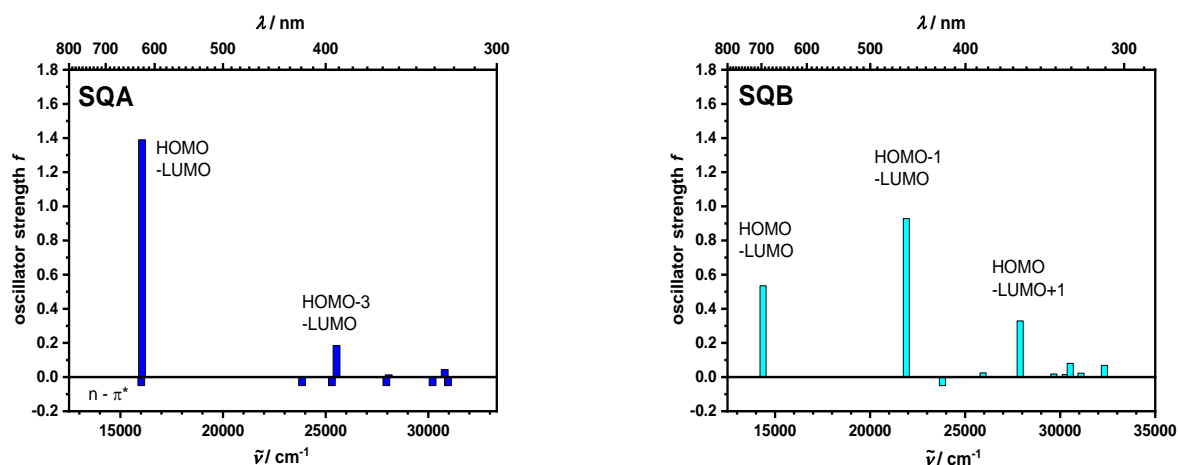 λ / nm
800 700 600 500 400 300
1.8
1.6
1.4
1.2
1.0
0.8
0.6
0.4
0.2
0.0
-0.2
oscillator strength f
SQA
HOMO
-LUMO
HOMO-3
-LUMO
n - π*
15000 20000 25000 30000
ṽ / cm-1
λ / nm
800 700 600 500 400 300
1.8
1.6
1.4
1.2
1.0
0.8
0.6
0.4
0.2
0.0
-0.2
oscillator strength f
SQB
HOMO-1
-LUMO
HOMO
-LUMO
HOMO
-LUMO+1
15000 20000 25000 30000 35000
ṽ / cm-1